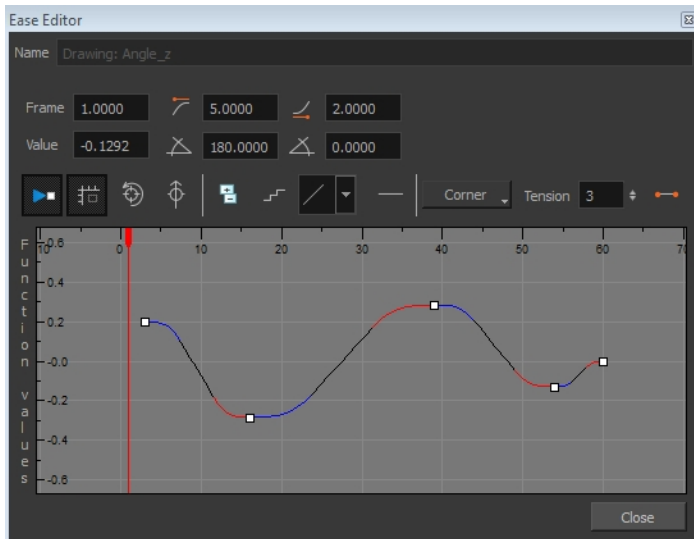 Ease Editor
Name Drawing: Angle_z
Frame 1.0000 5.0000 2.0000
Value -0.1292 180.0000 0.0000
Corner Tension 3
Function values
-0.6
10 0 10 20 30 40 50 60 70
-0.4
-0.2
-0.0
-0.2
-0.4
-0.6
Close